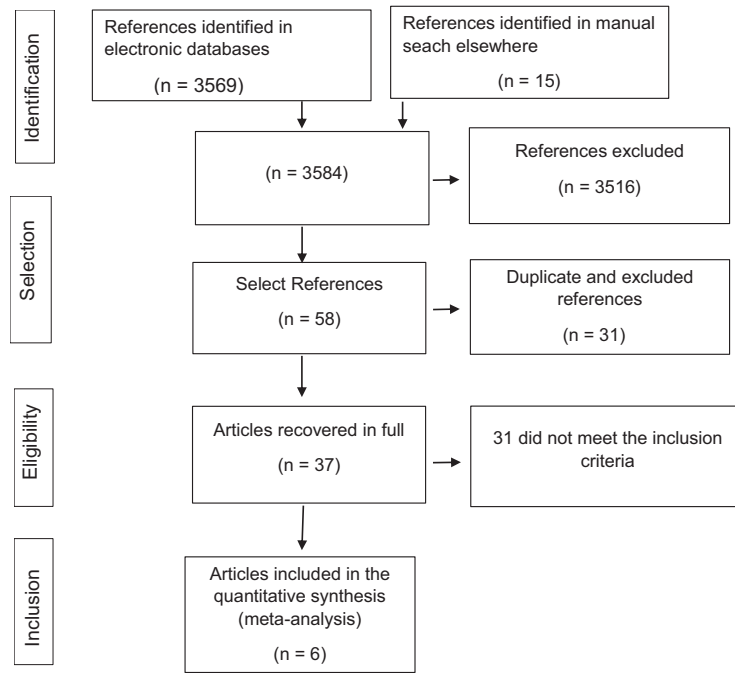 Identification
References identified in
electronic databases
(n = 3569)
References identified in manual
seach elsewhere
(n = 15)
(n = 3584)
References excluded
(n = 3516)
Selection
Select References
(n = 58)
Duplicate and excluded
references
(n = 31)
Eligibility
Articles recovered in full
(n = 37)
31 did not meet the inclusion
criteria
Inclusion
Articles included in the
quantitative synthesis
(meta-analysis)
(n = 6)